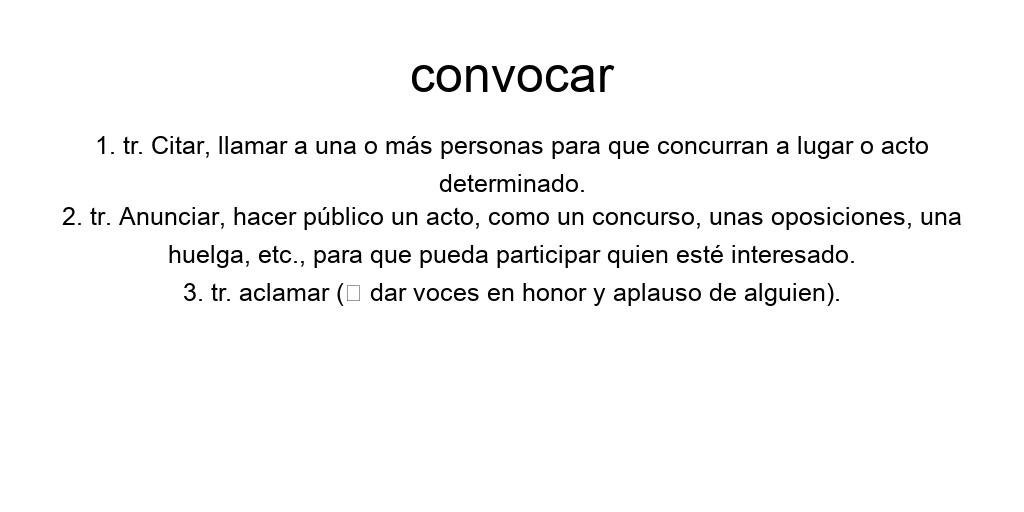 convocar
1. tr. Citar, llamar a una o más personas para que concurran a lugar o acto
determinado.
2. tr. Anunciar, hacer público un acto, como un concurso, unas oposiciones, una
huelga, etc., para que pueda participar quien esté interesado.
3. tr. aclamar (▯ dar voces en honor y aplauso de alguien).